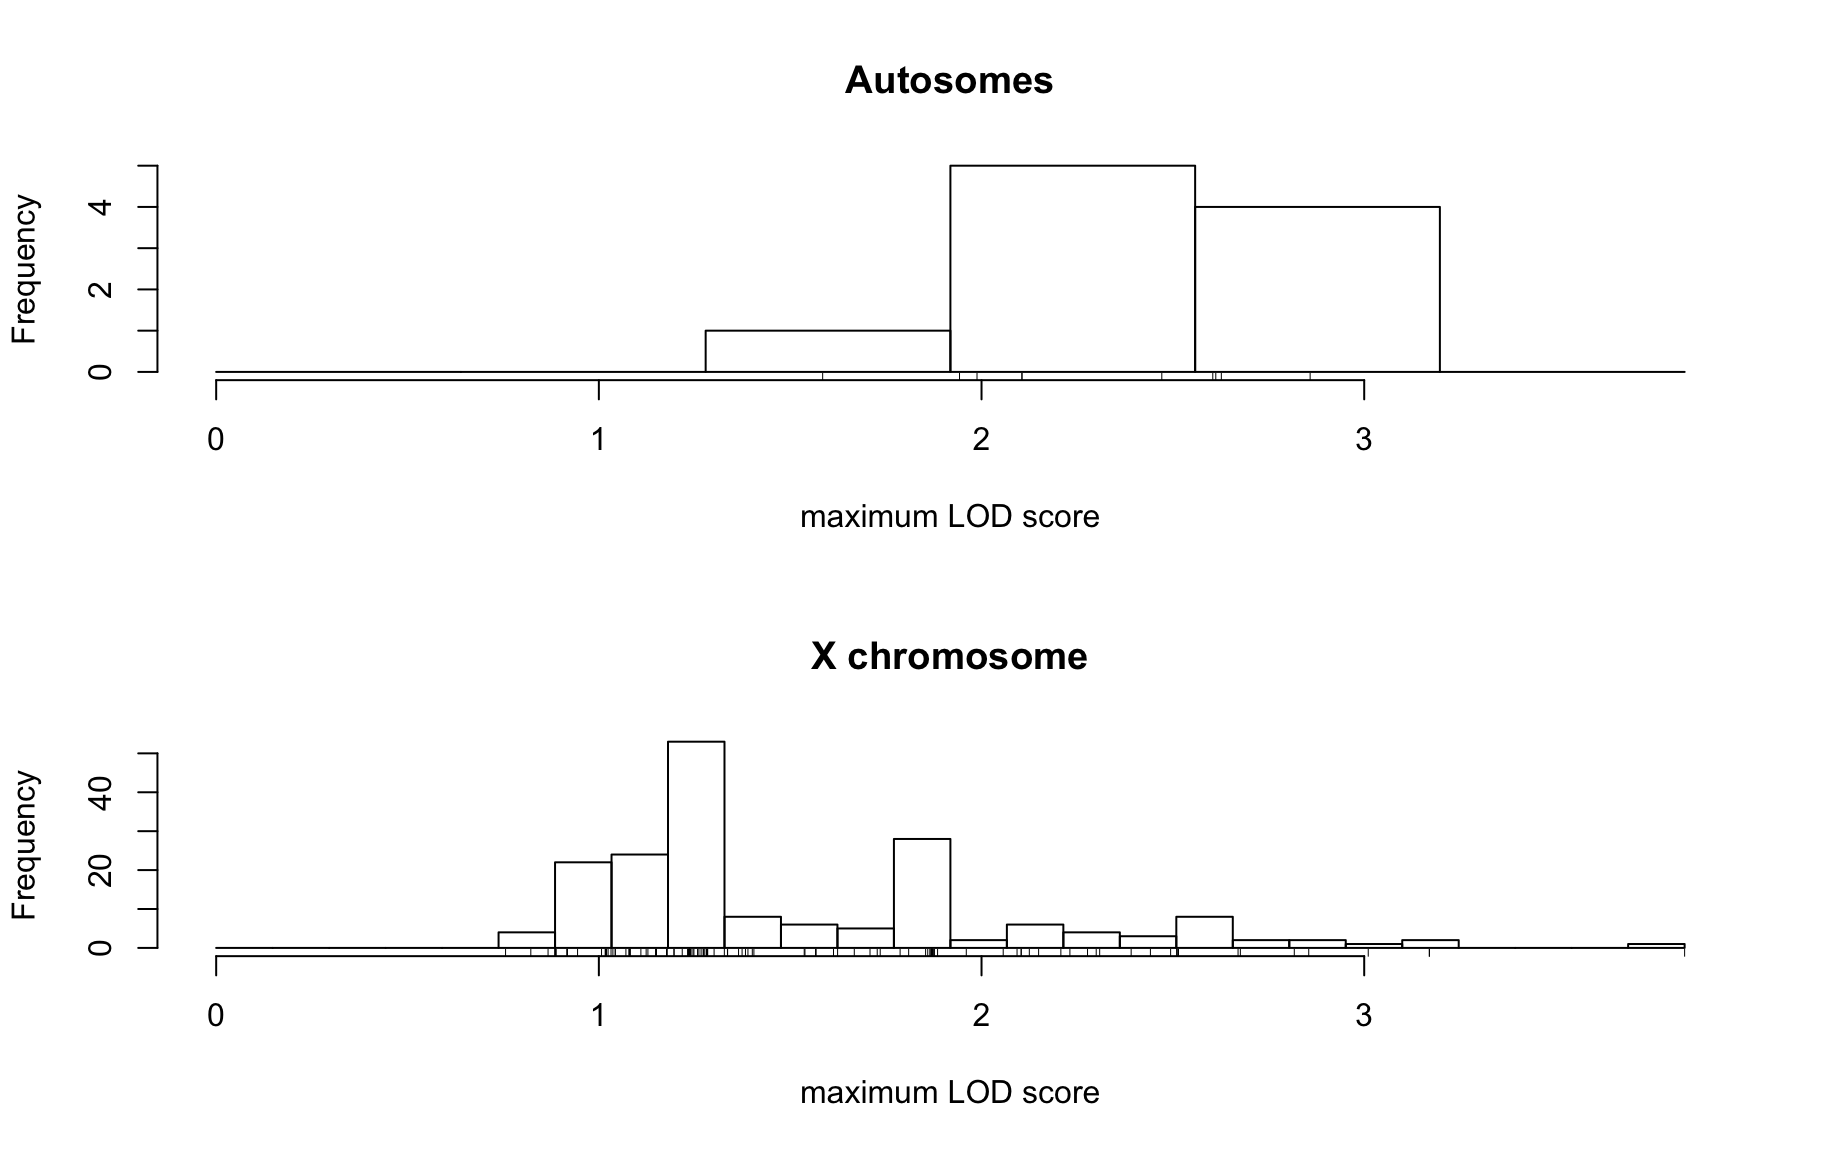 Autosomes
Frequency
4
2
0
0 1 2 3
maximum LOD score
X chromosome
Frequency
40
20
0
0 1 2 3
maximum LOD score